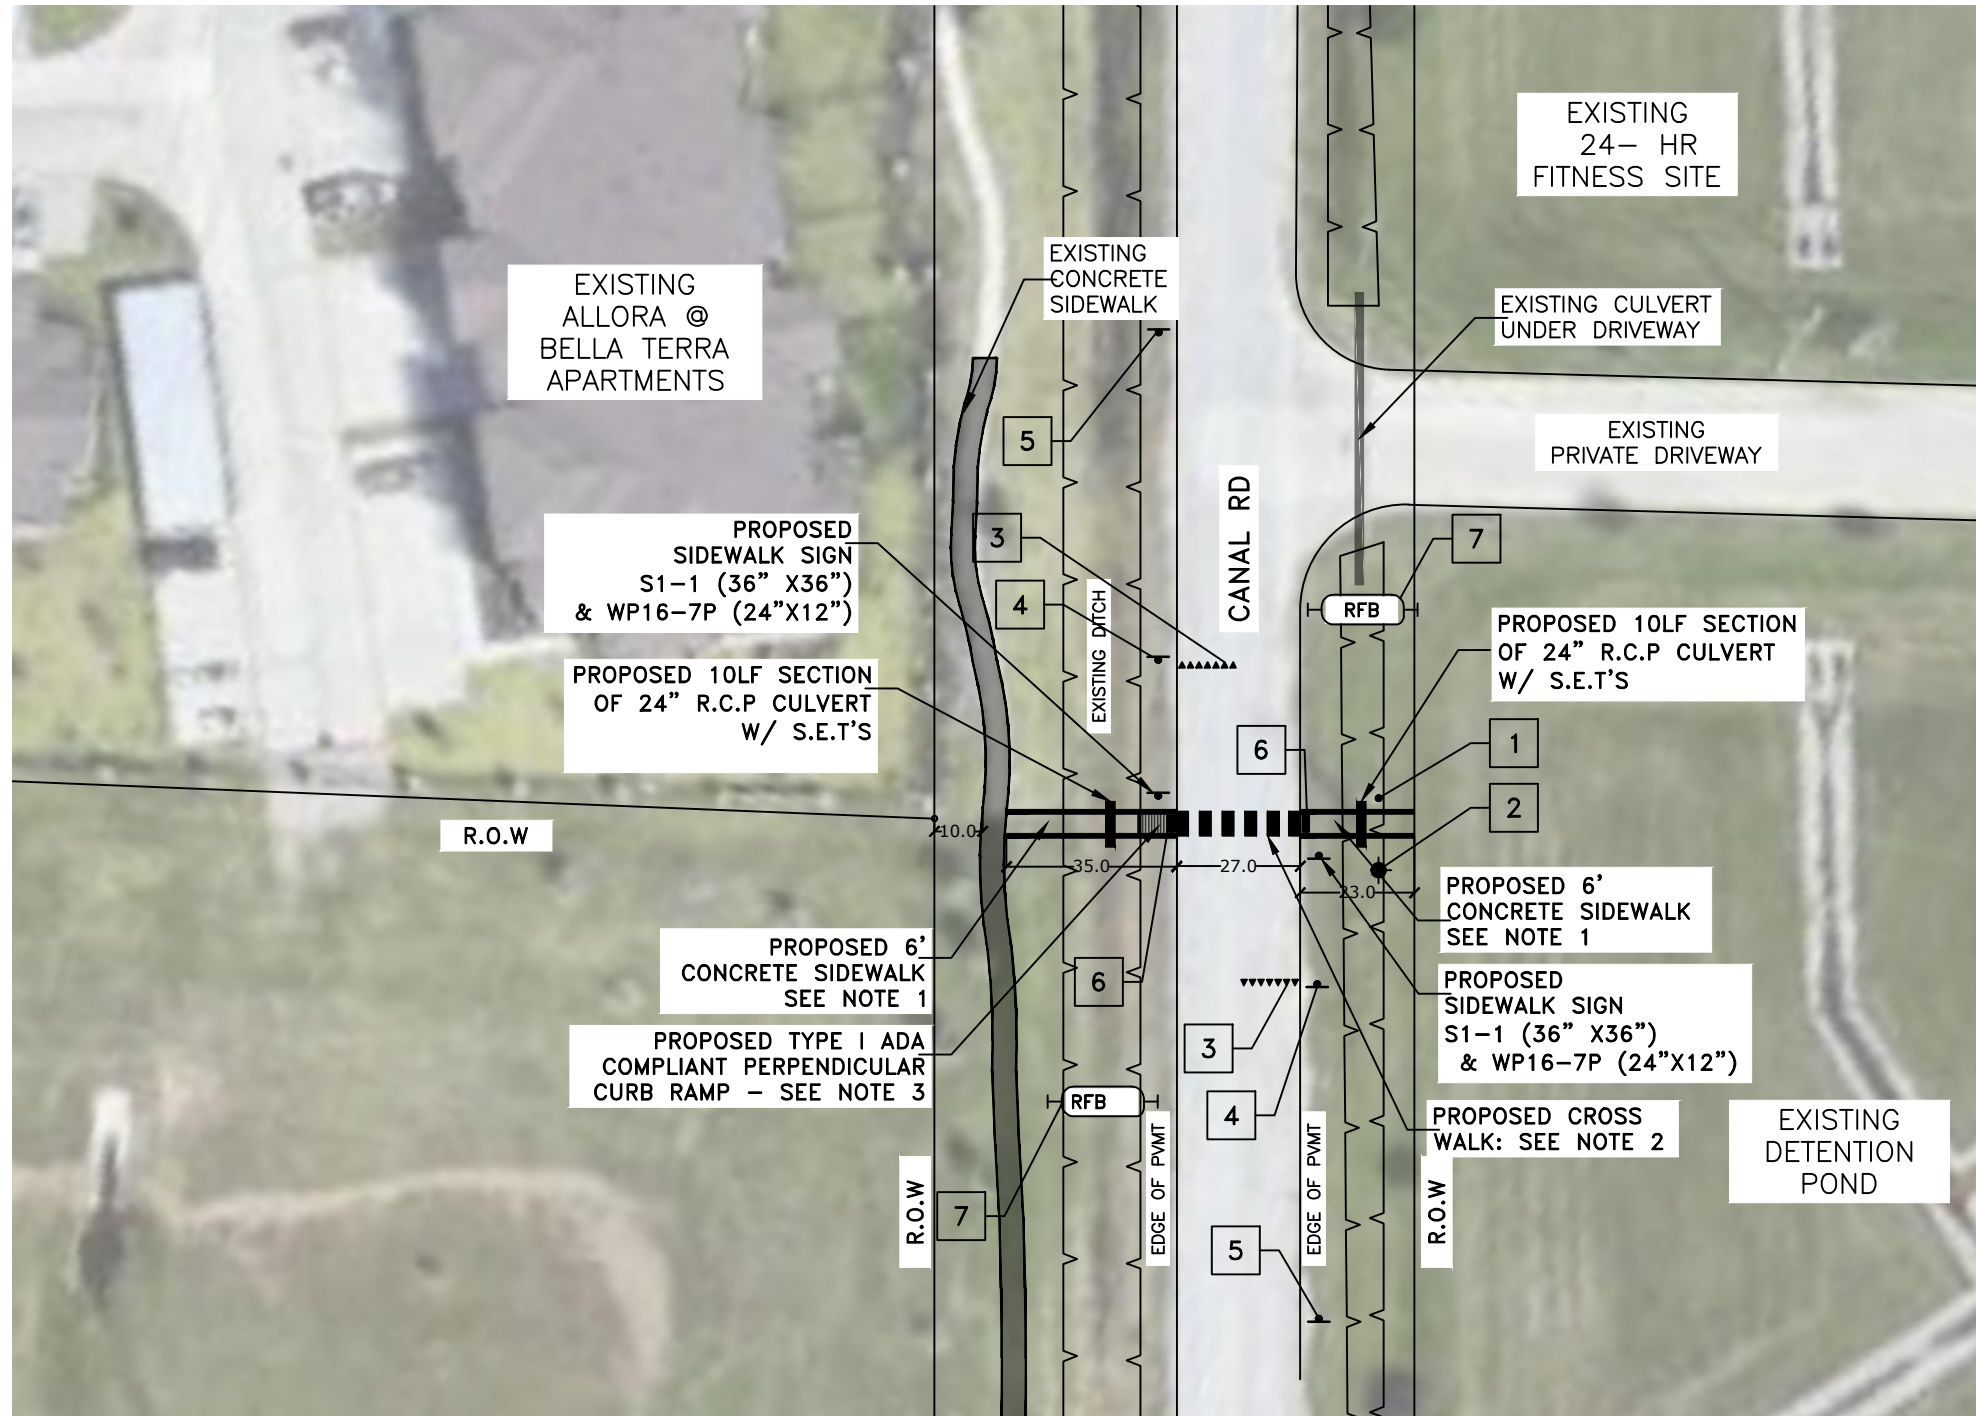 EXISTING
24- HR
FITNESS SITE
EXISTING
CONCRETE
SIDEWALK
EXISTING
ALLORA @
BELLA TERRA
APARTMENTS
EXISTING CULVERT
UNDER DRIVEWAY
5
EXISTING
PRIVATE DRIVEWAY
CANAL RD
PROPOSED
SIDEWALK SIGN
S1-1 (36" X36")
& WP16-7P (24"X12")
3
7
4
EXISTING DITCH
RFB
PROPOSED 10LF SECTION
OF 24" R.C.P CULVERT
W/ S.E.T'S
PROPOSED 10LF SECTION
OF 24" R.C.P CULVERT
W/ S.E.T'S
6
1
2
R.O.W
10.0
35.0
27.0
23.0
PROPOSED 6'
CONCRETE SIDEWALK
SEE NOTE 1
PROPOSED 6'
CONCRETE SIDEWALK
SEE NOTE 1
6
PROPOSED
SIDEWALK SIGN
S1-1 (36" X36")
& WP16-7P (24"X12")
PROPOSED TYPE I ADA
COMPLIANT PERPENDICULAR
CURB RAMP - SEE NOTE 3
3
RFB
4
PROPOSED CROSS
WALK: SEE NOTE 2
EXISTING
DETENTION
POND
R.O.W
7
EDGE OF PVMT
EDGE OF PVMT
R.O.W
5